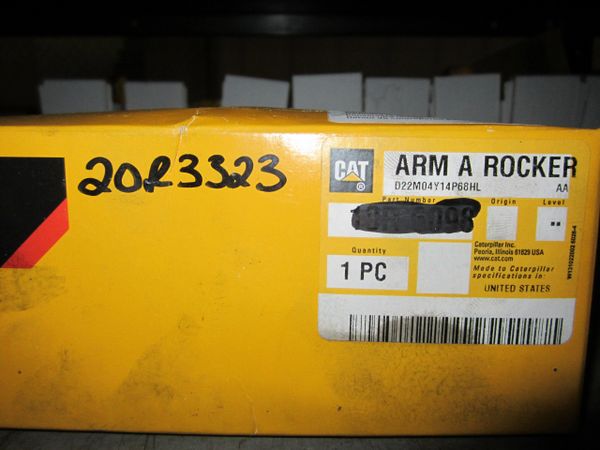 20R3323
CAT
®
ARM A ROCKER
D22M04Y14P68HL
AA
Part Number
Origin
Level
Quantity
1 PC
Caterpillar Inc.
Peoria, Illinois 61629 USA
www.cat.com
Made to Caterpillar
specifications in:
UNITED STATES